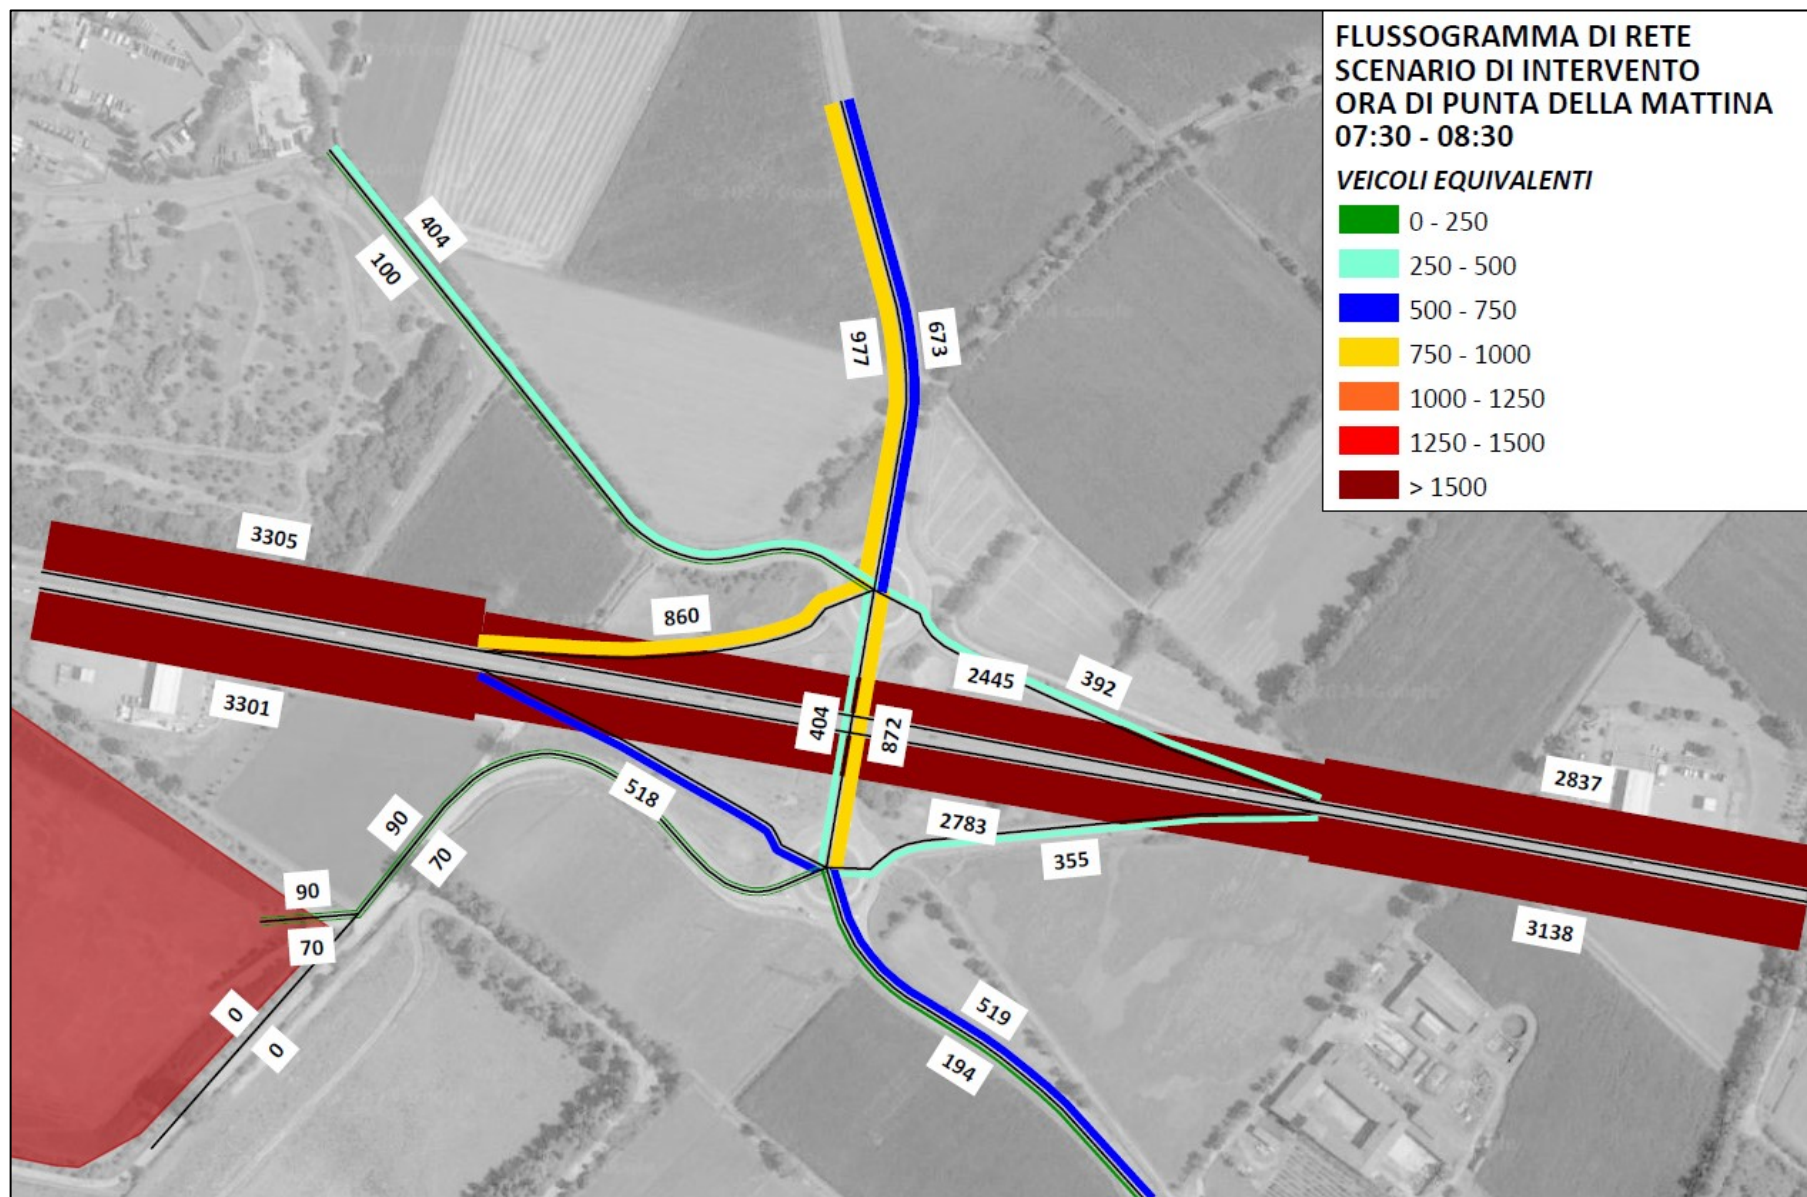 FLUSSOGRAMMA DI RETE
SCENARIO DI INTERVENTO
ORA DI PUNTA DELLA MATTINA
07:30 - 08:30
VEICOLI EQUIVALENTI
0 - 250
250 - 500
500 - 750
750 - 1000
1000 - 1250
1250 - 1500
> 1500
404
100
977
673
3305
860
2445
392
3301
404
872
2837
518
90
70
2783
355
90
70
3138
0
0
519
194